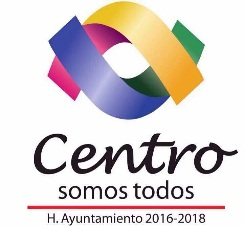 Centro
somos todos
H. Ayuntamiento 2016-2018